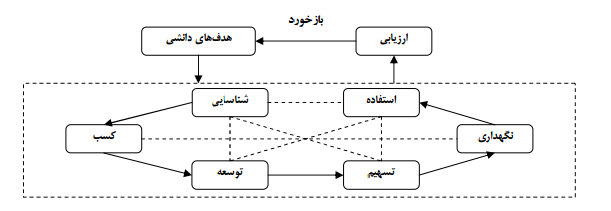 بازخورد
ارزیابی
هدف‌های دانشی
شناسایی
استفاده
کسب
نگهداری
توسعه
تسهیم